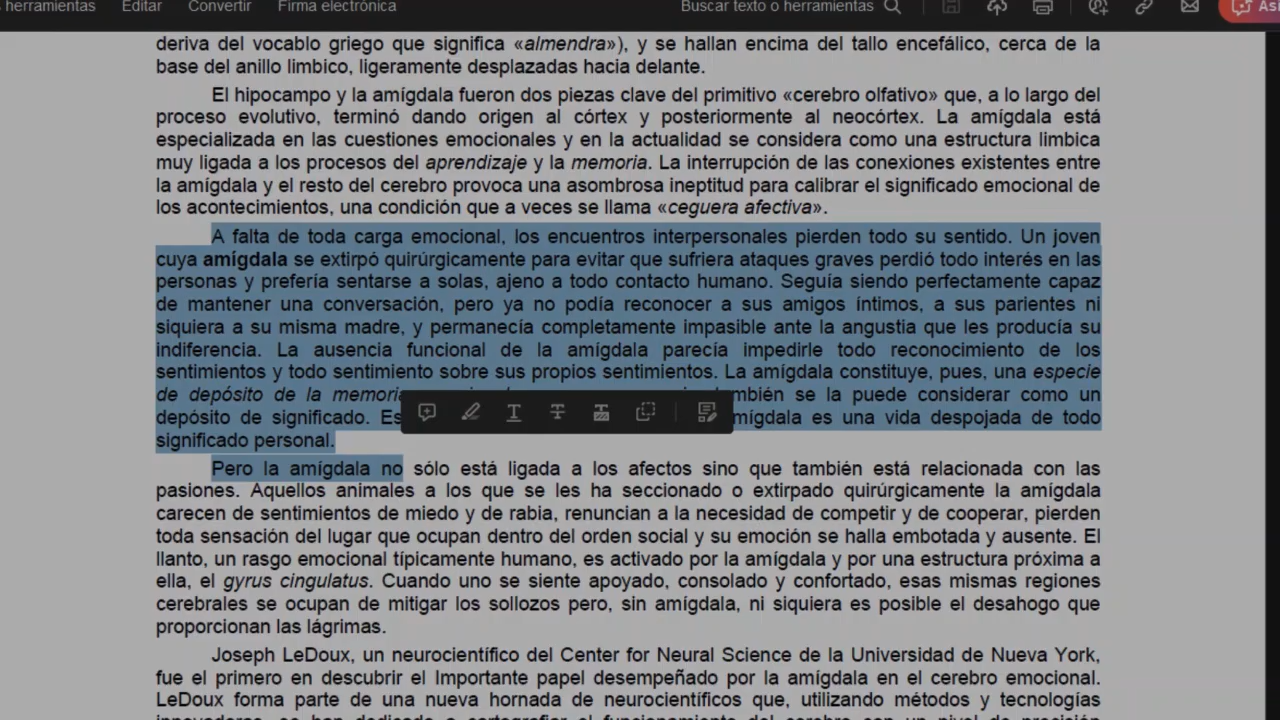 herramientas Editar Convertir Firma electrónica Buscar texto o herramientas
deriva del vocablo griego que significa «almendra»), y se hallan encima del tallo encefálico, cerca de la
base del anillo limbico, ligeramente desplazadas hacia delante.
El hipocampo y la amígdala fueron dos piezas clave del primitivo «cerebro olfativo» que, a lo largo del
proceso evolutivo, terminó dando origen al córtex y posteriormente al neocórtex. La amígdala está
especializada en las cuestiones emocionales y en la actualidad se considera como una estructura limbica
muy ligada a los procesos del aprendizaje y la memoria. La interrupción de las conexiones existentes entre
la amígdala y el resto del cerebro provoca una asombrosa ineptitud para calibrar el significado emocional de
los acontecimientos, una condición que a veces se llama «ceguera afectiva».
A falta de toda carga emocional, los encuentros interpersonales pierden todo su sentido. Un joven
cuya amígdala se extirpó quirúrgicamente para evitar que sufriera ataques graves perdió todo interés en las
personas y prefería sentarse a solas, ajeno a todo contacto humano. Seguía siendo perfectamente capaz
de mantener una conversación, pero ya no podía reconocer a sus amigos íntimos, a sus parientes ni
siquiera a su misma madre, y permanecía completamente impasible ante la angustia que les producía su
indiferencia. La ausencia funcional de la amígdala parecía impedirle todo reconocimiento de los
sentimientos y todo sentimiento sobre sus propios sentimientos. La amígdala constituye, pues, una especie
de depósito de la memoria también se la puede considerar como un
depósito de significado. Es amígdala es una vida despojada de todo
significado personal.
Pero la amígdala no sólo está ligada a los afectos sino que también está relacionada con las
pasiones. Aquellos animales a los que se les ha seccionado o extirpado quirúrgicamente la amígdala
carecen de sentimientos de miedo y de rabia, renuncian a la necesidad de competir y de cooperar, pierden
toda sensación del lugar que ocupan dentro del orden social y su emoción se halla embotada y ausente. El
llanto, un rasgo emocional típicamente humano, es activado por la amígdala y por una estructura próxima a
ella, el gyrus cingulatus. Cuando uno se siente apoyado, consolado y confortado, esas mismas regiones
cerebrales se ocupan de mitigar los sollozos pero, sin amígdala, ni siquiera es posible el desahogo que
proporcionan las lágrimas.
Joseph LeDoux, un neurocientífico del Center for Neural Science de la Universidad de Nueva York,
fue el primero en descubrir el Importante papel desempeñado por la amígdala en el cerebro emocional.
LeDoux forma parte de una nueva hornada de neurocientíficos que, utilizando métodos y tecnologías